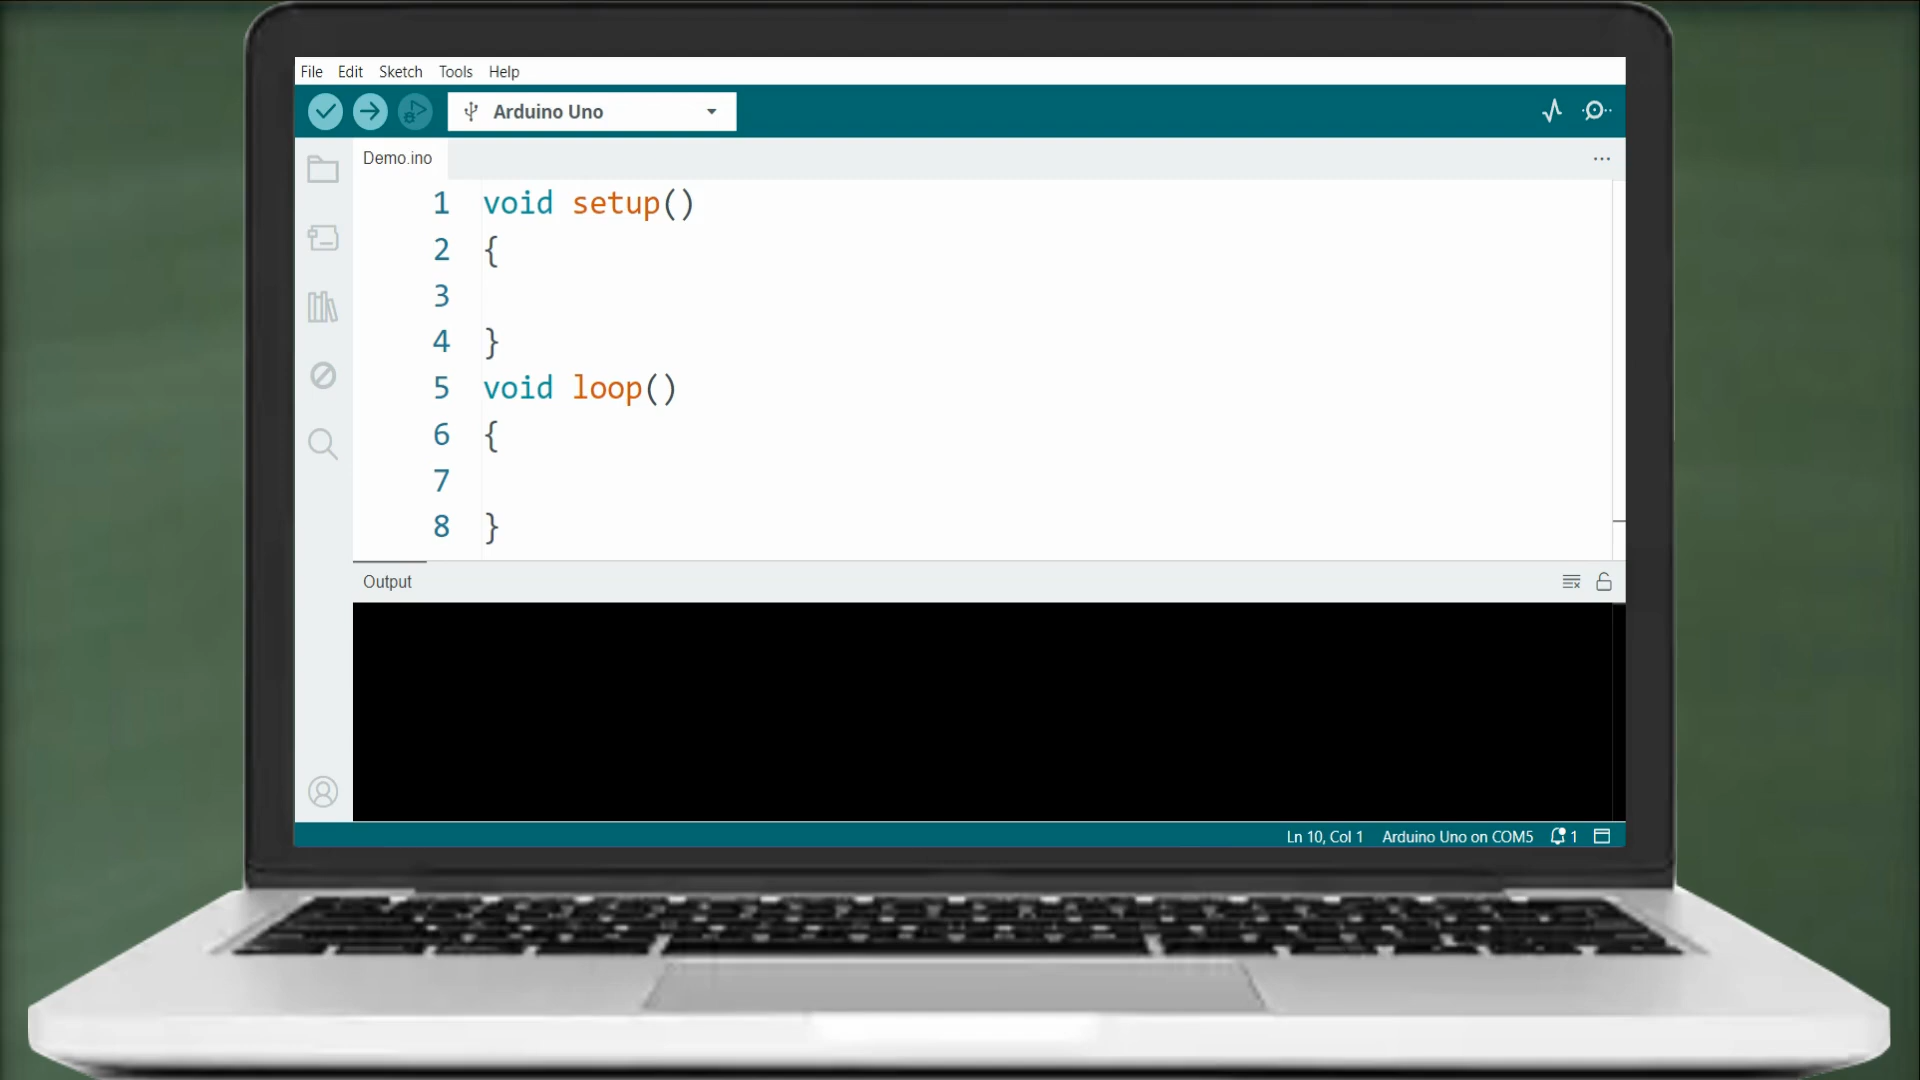 File Edit Sketch Tools Help
Arduino Uno
Demo.ino
1 void setup()
2 {
3
4 }
5 void loop()
6 {
7
8 }
Output
Ln 10, Col 1 Arduino Uno on COM5 1